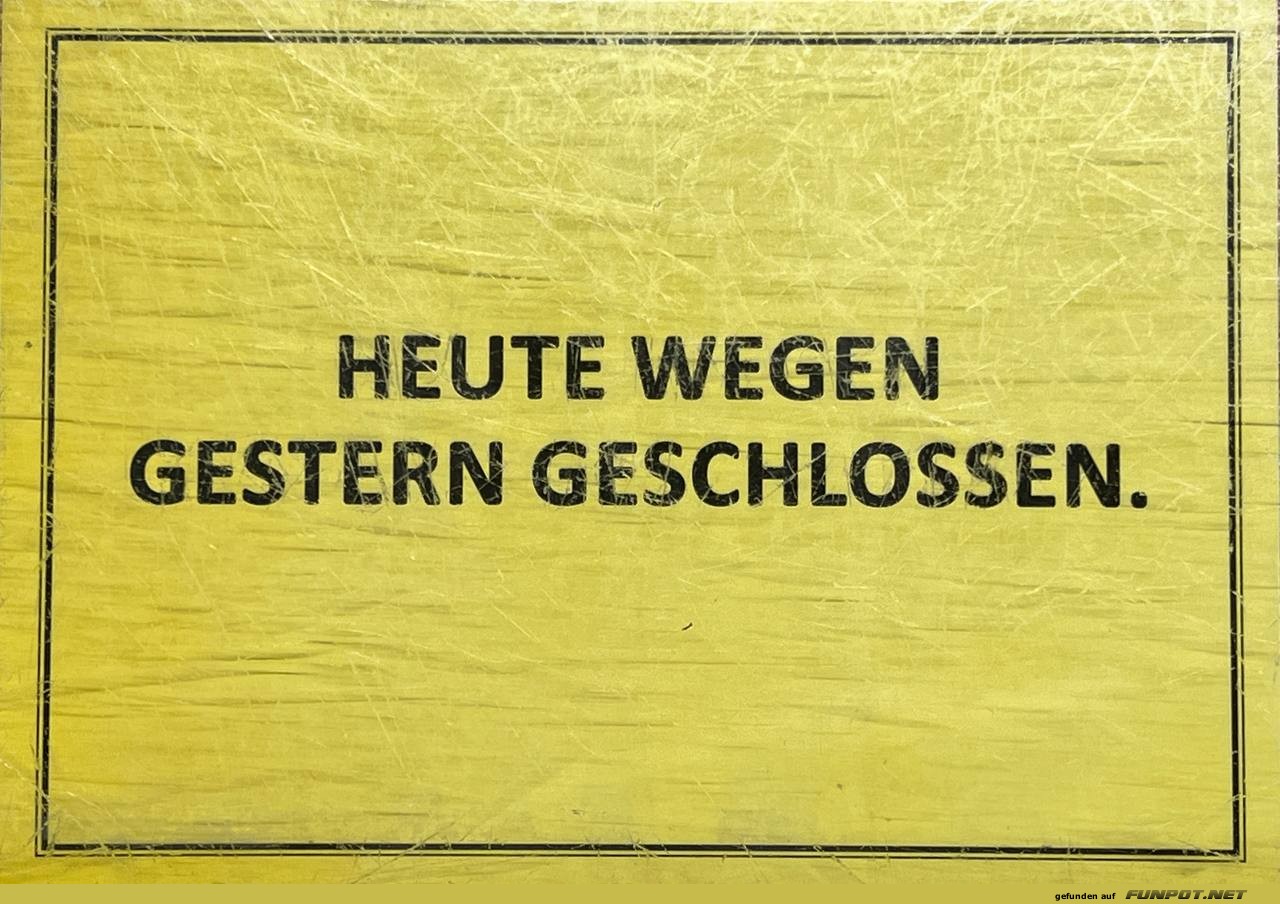 HEUTE WEGEN
GESTERN GESCHLOSSEN.
gefunden auf FUNPOT.NET